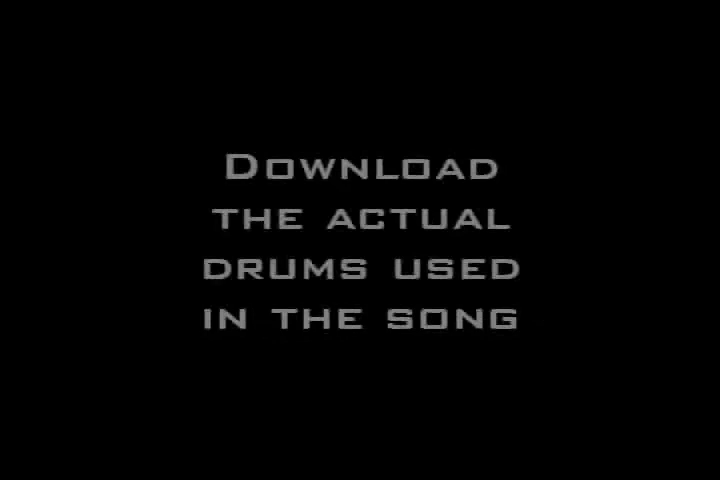 Download
the actual
drums used
in the song